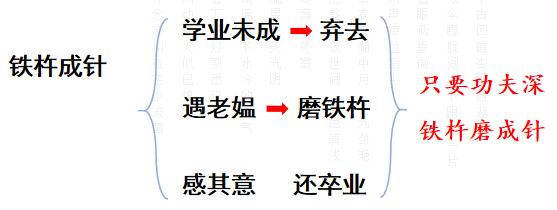 铁杵成针
学业未成 ➡ 弃去
遇老媪 ➡ 磨铁杵
感其意 还卒业
只要功夫深
铁杵磨成针